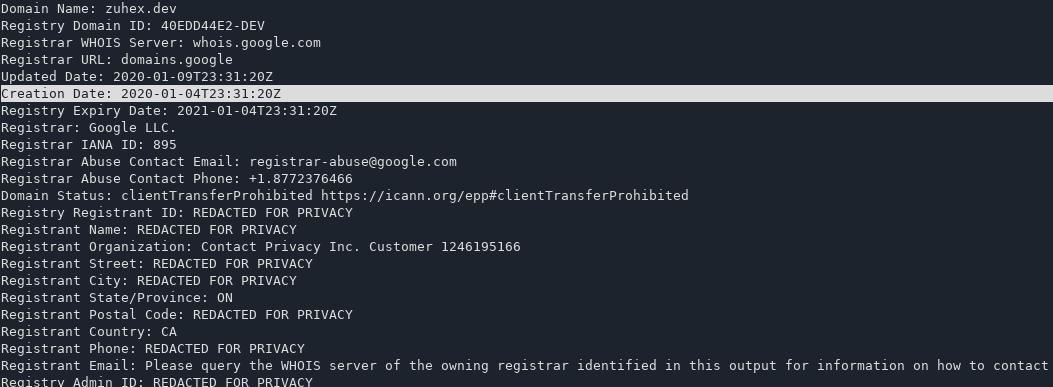 Domain Name: zuhex.dev
Registry Domain ID: 40EDD44E2-DEV
Registrar WHOIS Server: whois.google.com
Registrar URL: domains.google
Updated Date: 2020-01-09T23:31:20Z
Creation Date: 2020-01-04T23:31:20Z
Registry Expiry Date: 2021-01-04T23:31:20Z
Registrar: Google LLC.
Registrar IANA ID: 895
Registrar Abuse Contact Email: registrar-abuse@google.com
Registrar Abuse Contact Phone: +1.8772376466
Domain Status: clientTransferProhibited https://icann.org/epp#clientTransferProhibited
Registry Registrant ID: REDACTED FOR PRIVACY
Registrant Name: REDACTED FOR PRIVACY
Registrant Organization: Contact Privacy Inc. Customer 1246195166
Registrant Street: REDACTED FOR PRIVACY
Registrant City: REDACTED FOR PRIVACY
Registrant State/Province: ON
Registrant Postal Code: REDACTED FOR PRIVACY
Registrant Country: CA
Registrant Phone: REDACTED FOR PRIVACY
Registrant Email: Please query the WHOIS server of the owning registrar identified in this output for information on how to contact
Registry Admin ID: REDACTED FOR PRIVACY